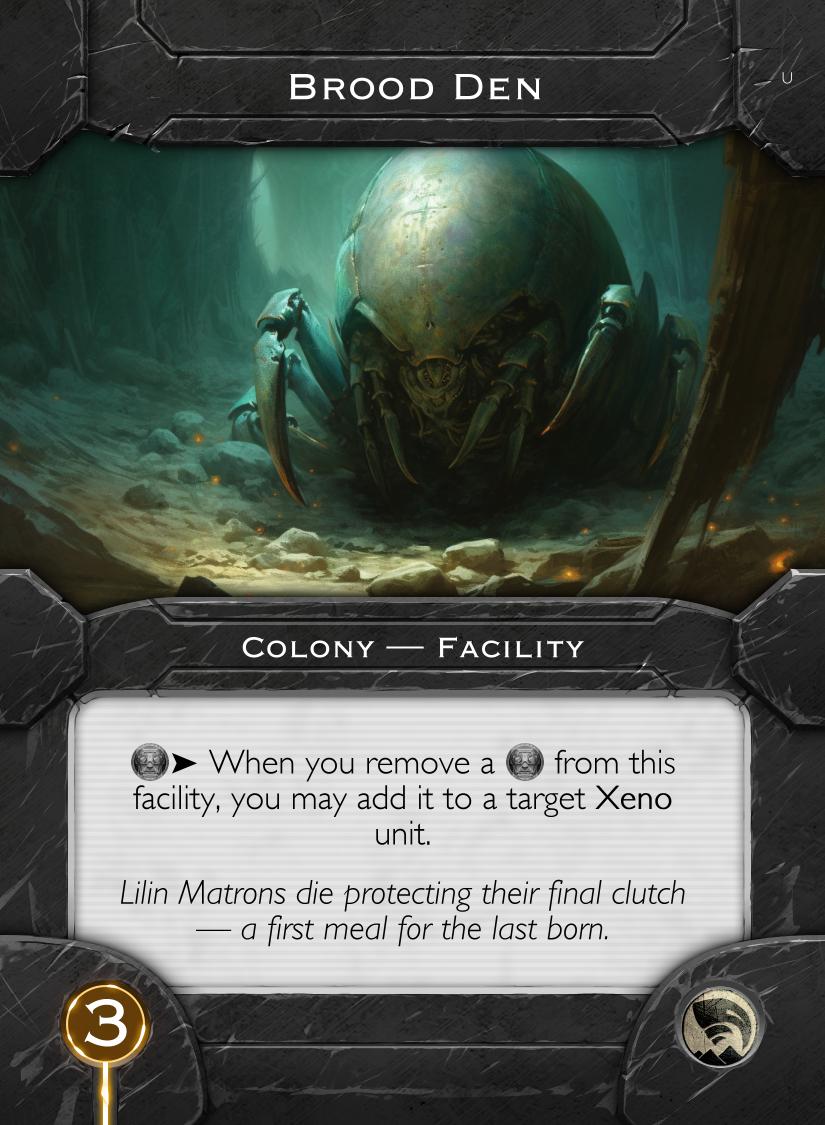 Brood Den
U
Colony — Facility
➤ When you remove a from this
facility, you may add it to a target Xeno
unit.
Lilin Matrons die protecting their final clutch
— a first meal for the last born.
3